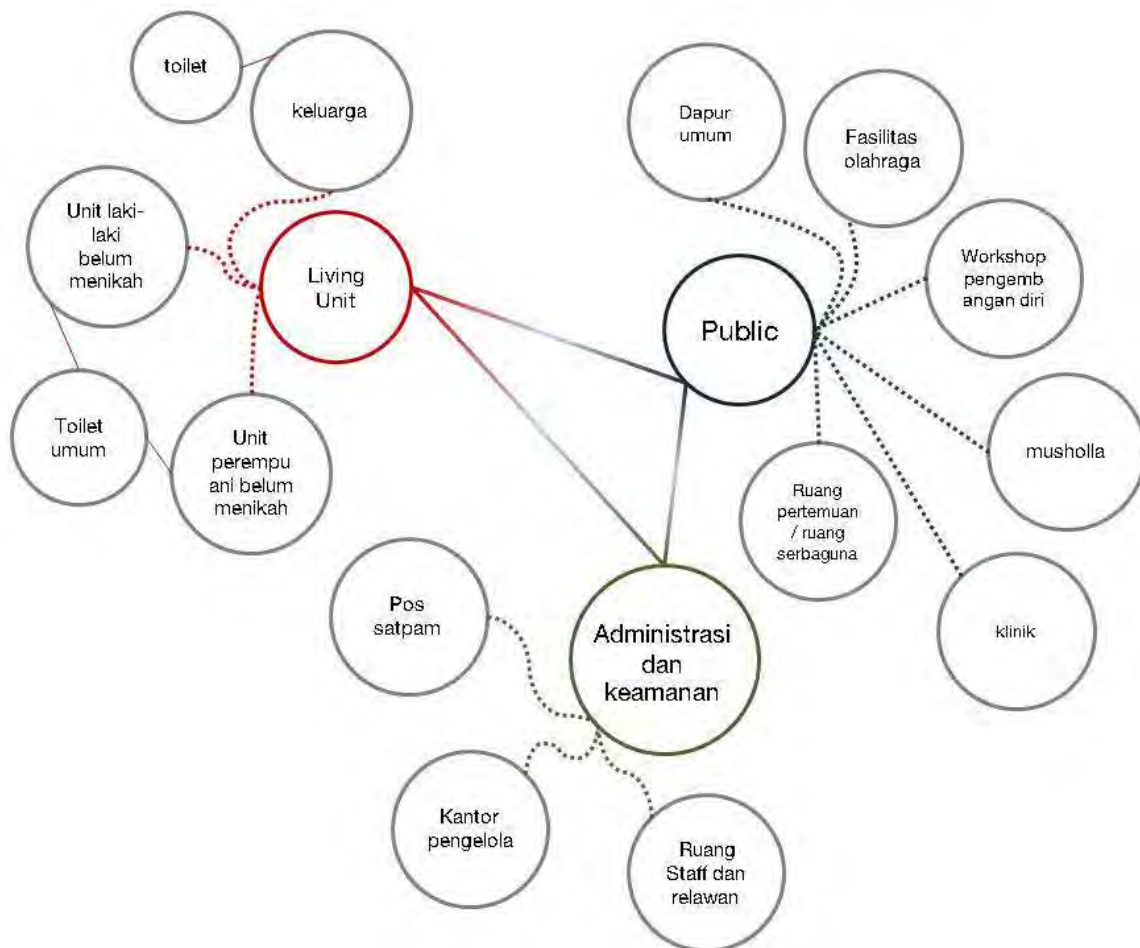 toilet
keluarga
Unit laki-
laki
belum
menikah
Living
Unit
Toilet
umum
Unit
perempu
ani belum
menikah
Dapur
umum
Fasilitas
olahraga
Workshop
pengemb
angan diri
Public
musholla
Ruang
pertemuan
/ ruang
serbaguna
klinik
Pos
satpam
Administrasi
dan
keamanan
Kantor
pengelola
Ruang
Staff dan
relawan